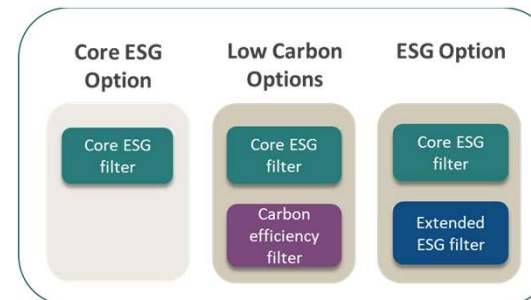 Core ESG
Option
Core ESG
filter
Low Carbon
Options
Core ESG
filter
Carbon
efficiency
filter
ESG Option
Core ESG
filter
Extended
ESG filter